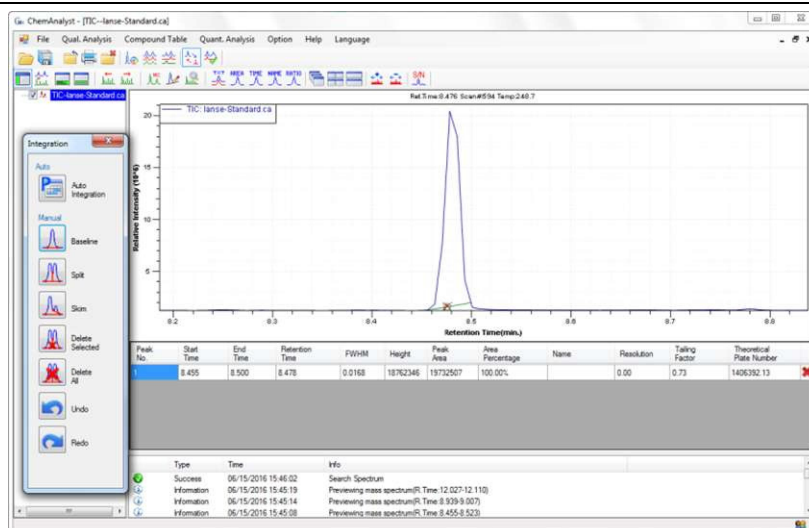 ChemAnalyst - [TIC--Ianse-Standard.ca]
File Qual. Analysis Compound Table Quant. Analysis Option Help Language
TIC-Ianse-Standard.ca
Ret.Time:8.476 Scan#594 Temp:240.7
TIC: Ianse-Standard.ca
Integration
Auto
Auto Integration
Manual
Baseline
Split
Skim
Delete Selected
Delete All
Undo
Redo
Relative Intensity (10^6)
20
15
10
5
8.2 8.3 8.4 8.5 8.6 8.7 8.8
Retention Time(min.)
Peak No. Start Time End Time Retention Time FWHM Height Peak Area Area Percentage Name Resolution Tailing Factor Theoretical Plate Number
1 8.455 8.500 8.478 0.0168 18762346 19732507 100.00% 0.00 0.73 1406392.13
Type Time Info
Success 06/15/2016 15:46:02 Search Spectrum
Information 06/15/2016 15:45:19 Previewing mass spectrum(R.Time:12.027-12.110)
Information 06/15/2016 15:45:14 Previewing mass spectrum(R.Time:8.939-9.007)
Information 06/15/2016 15:45:08 Previewing mass spectrum(R.Time:8.455-8.523)